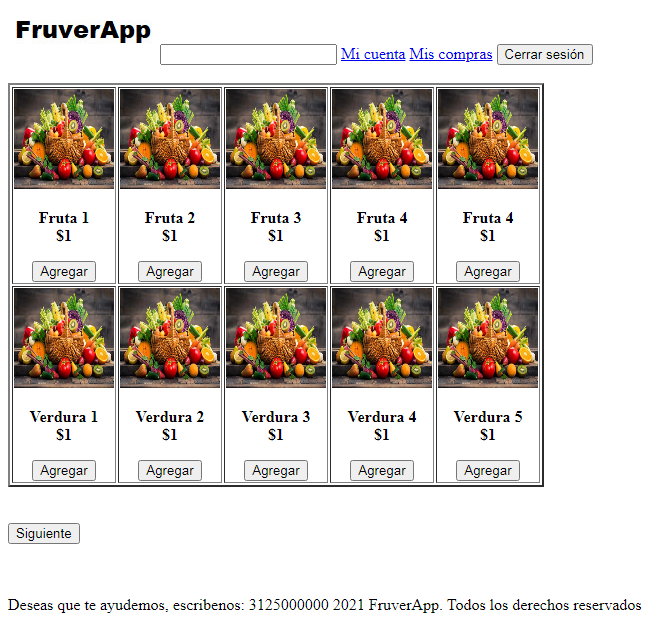 FruverApp
Mi cuenta Mis compras Cerrar sesión
Fruta 1 Fruta 2 Fruta 3 Fruta 4 Fruta 4
$1 $1 $1 $1 $1
Agregar Agregar Agregar Agregar Agregar
Verdura 1 Verdura 2 Verdura 3 Verdura 4 Verdura 5
$1 $1 $1 $1 $1
Agregar Agregar Agregar Agregar Agregar
Siguiente
Deseas que te ayudemos, escribenos: 3125000000 2021 FruverApp. Todos los derechos reservados